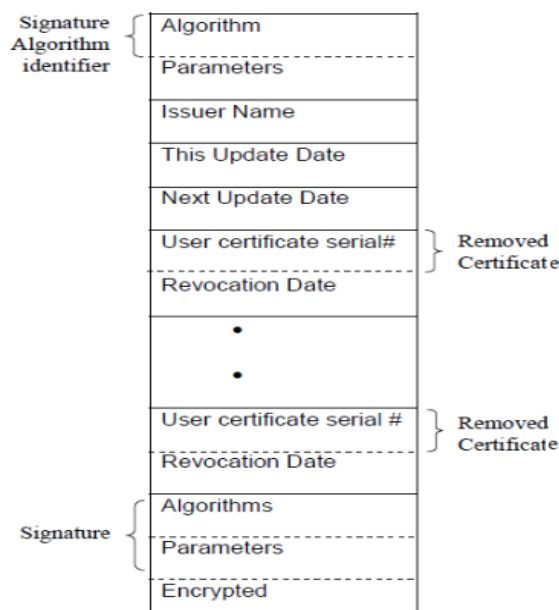 Signature
Algorithm
identifier
Algorithm
Parameters
Issuer Name
This Update Date
Next Update Date
User certificate serial#
Removed
Certificate
Revocation Date
User certificate serial #
Removed
Certificate
Revocation Date
Signature
Algorithms
Parameters
Encrypted